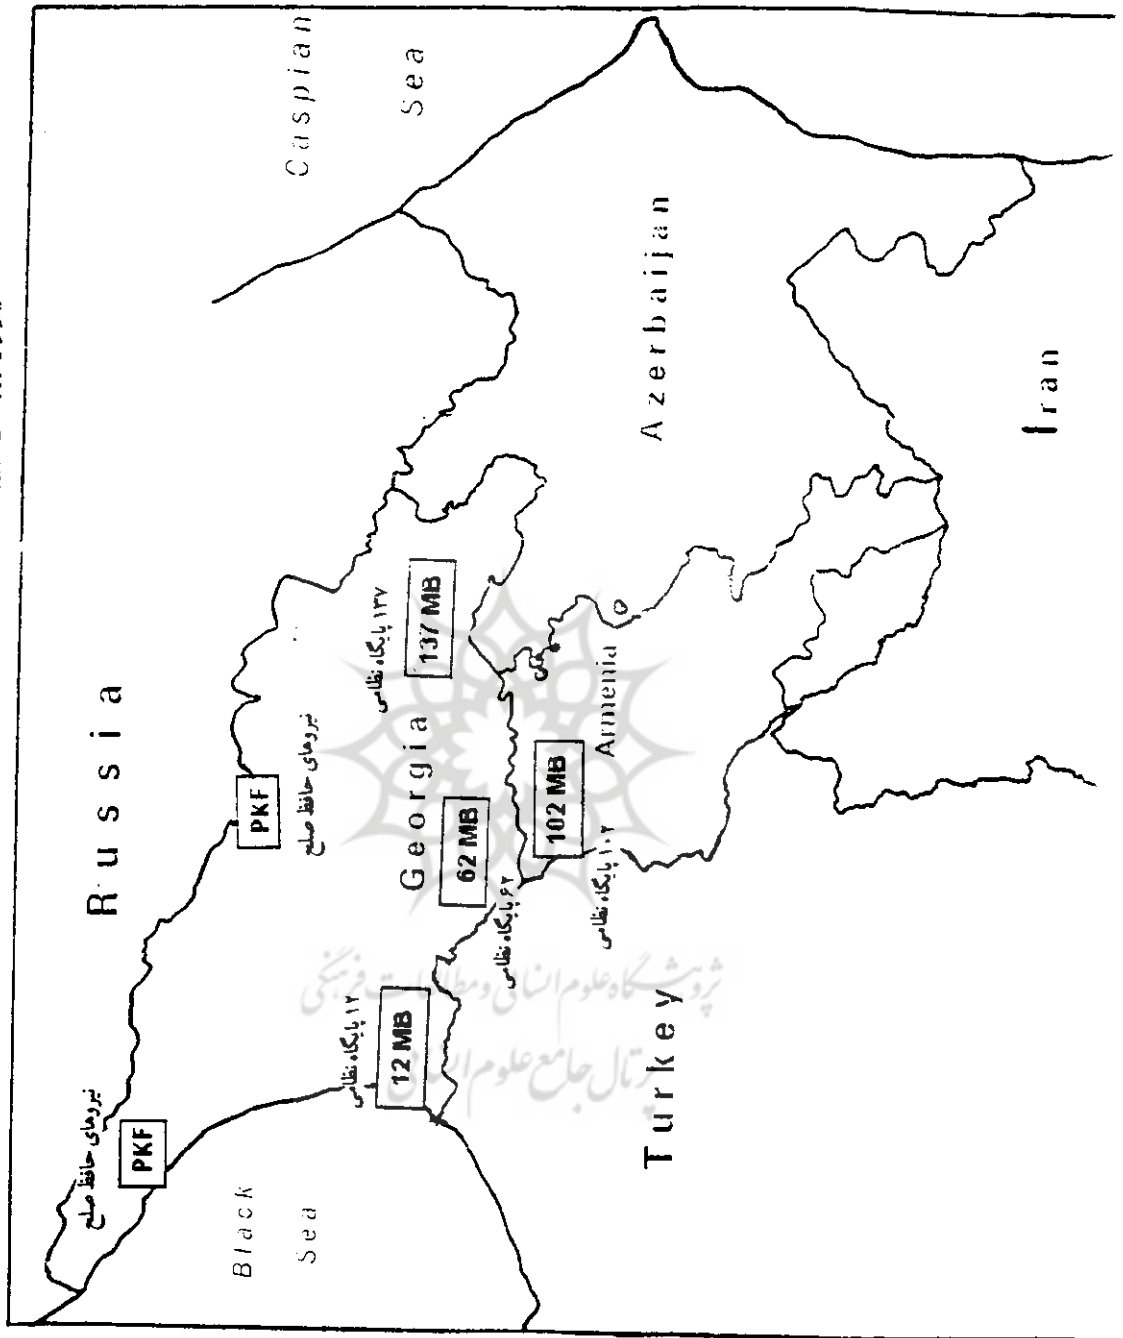 Caspian
Sea
Russia
نیروهای حافظ صلح
PKF
PKF
نیروهای حافظ صلح
Black
Sea
Georgia
۱۳۷ پایگاه نظامی
137 MB
62 MB
۶۲ پایگاه نظامی
۱۲ پایگاه نظامی
12 MB
Armenia
102 MB
۱۰۲ پایگاه نظامی
Azerbaijan
Turkey
Iran
پژوهشگاه علوم انسانی و مطالعات فرهنگی
پرتال جامع علوم انسانی